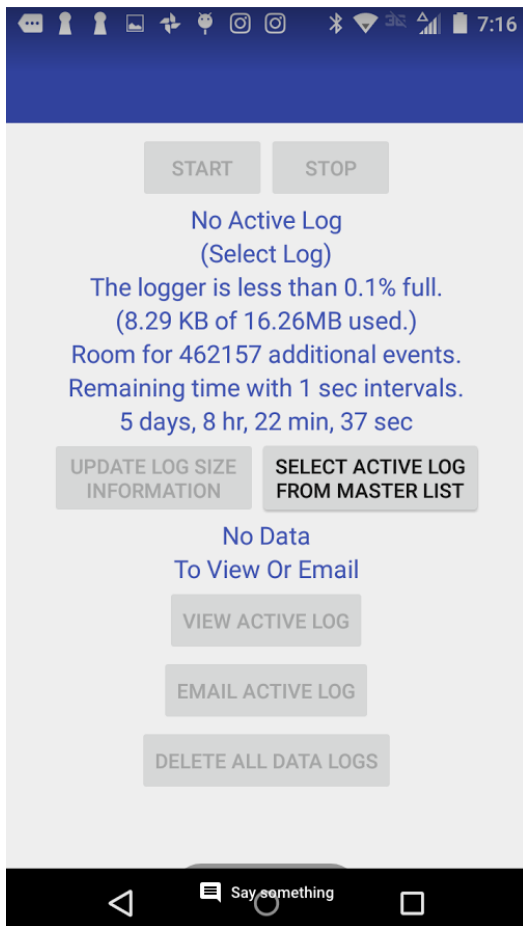 7:16
START STOP
No Active Log
(Select Log)
The logger is less than 0.1% full.
(8.29 KB of 16.26MB used.)
Room for 462157 additional events.
Remaining time with 1 sec intervals.
5 days, 8 hr, 22 min, 37 sec
UPDATE LOG SIZE
INFORMATION
SELECT ACTIVE LOG
FROM MASTER LIST
No Data
To View Or Email
VIEW ACTIVE LOG
EMAIL ACTIVE LOG
DELETE ALL DATA LOGS
Say something